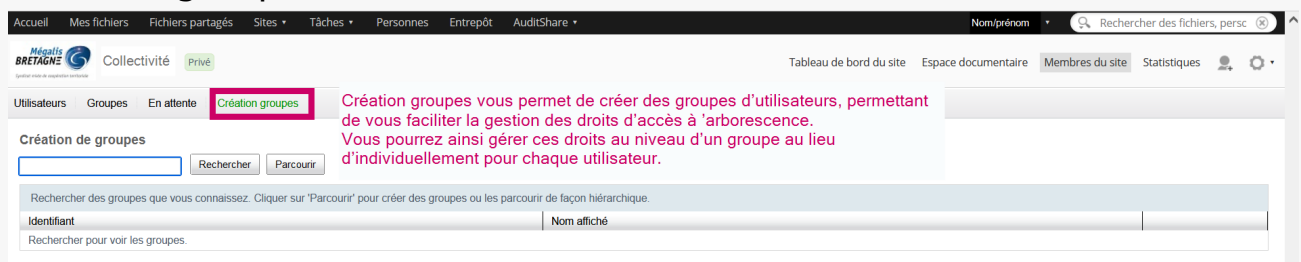 Accueil Mes fichiers Fichiers partagés Sites Tâches Personnes Entrepôt AuditShare Nom/prénom Rechercher des fichiers, persc
Mégalis
BRETAGNE
Collectivité Privé Tableau de bord du site Espace documentaire Membres du site Statistiques
Utilisateurs Groupes En attente Création groupes
Création groupes vous permet de créer des groupes d'utilisateurs, permettant
de vous faciliter la gestion des droits d'accès à 'arborescence.
Vous pourrez ainsi gérer ces droits au niveau d'un groupe au lieu
d'individuellement pour chaque utilisateur.
Création de groupes
Rechercher Parcourir
Rechercher des groupes que vous connaissez. Cliquer sur 'Parcourir' pour créer des groupes ou les parcourir de façon hiérarchique.
Identifiant Nom affiché
Rechercher pour voir les groupes.